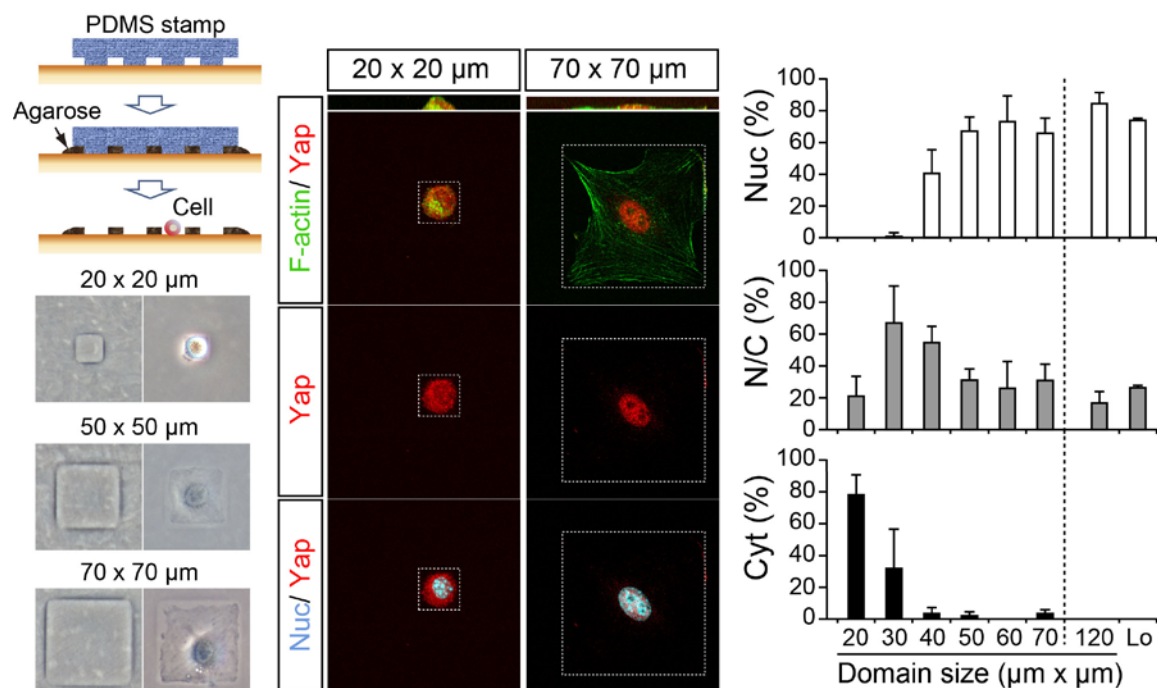 PDMS stamp
Agarose
Cell
20 x 20 µm
50 x 50 µm
70 x 70 µm
20 x 20 µm
70 x 70 µm
F-actin/ Yap
Yap
Nuc/ Yap
Nuc (%)
100
80
60
40
20
0
N/C (%)
100
80
60
40
20
0
Cyt (%)
100
80
60
40
20
0
20 30 40 50 60 70 120 Lo
Domain size (µm x µm)